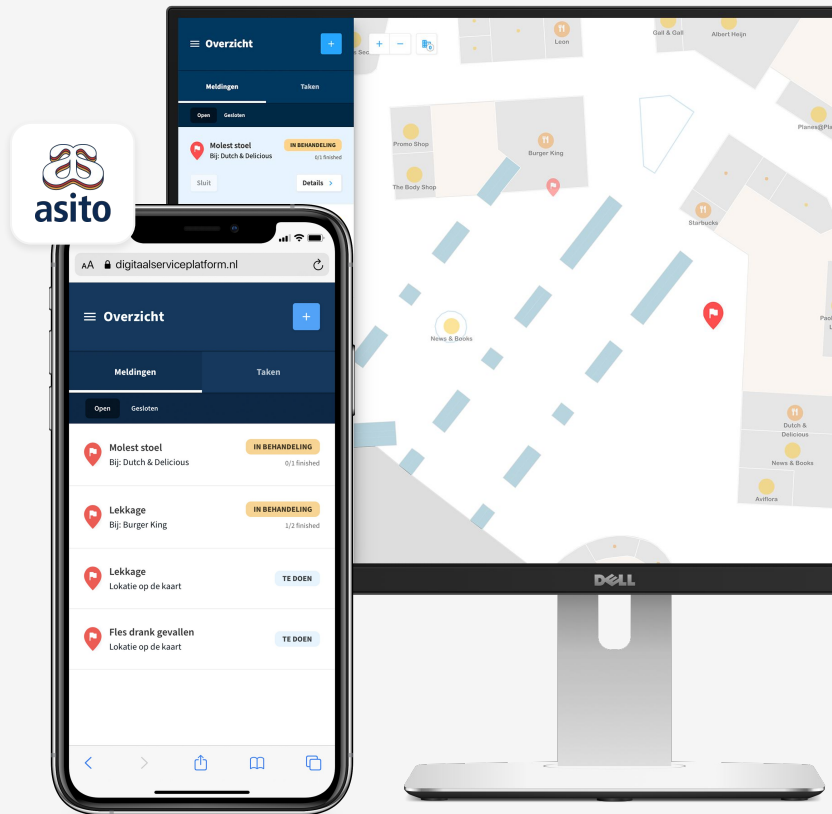 Overzicht
+
Meldingen Taken
Open Gesloten
Molest stoel
Bij: Dutch & Delicious
IN BEHANDELING
0/1 finished
Sluit
Details >
+ −
Leon
Gall & Gall
Albert Heijn
Promo Shop
The Body Shop
Burger King
Starbucks
News & Books
Dutch &
Delicious
News & Books
Aviflora
DELL
asito
AA digitaalserviceplatform.nl
Overzicht
+
Meldingen Taken
Open Gesloten
Molest stoel
Bij: Dutch & Delicious
IN BEHANDELING
0/1 finished
Lekkage
Bij: Burger King
IN BEHANDELING
1/2 finished
Lekkage
Lokatie op de kaart
TE DOEN
Fles drank gevallen
Lokatie op de kaart
TE DOEN